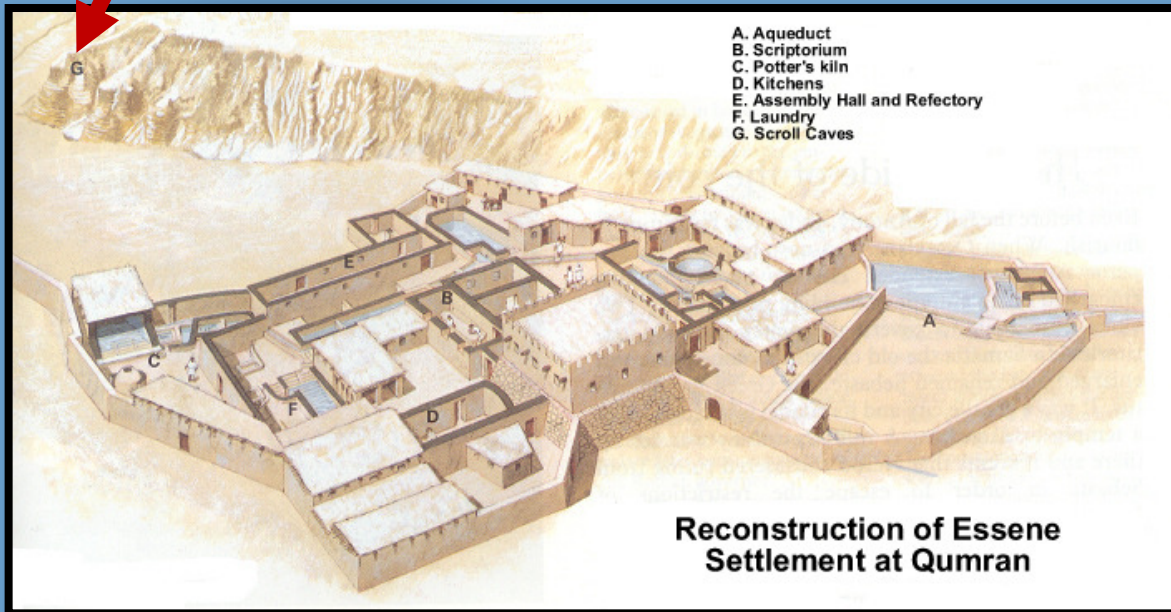 A. Aqueduct
B. Scriptorium
C. Potter's kiln
D. Kitchens
E. Assembly Hall and Refectory
F. Laundry
G. Scroll Caves
G
E
B
A
C
F
D
Reconstruction of Essene
Settlement at Qumran